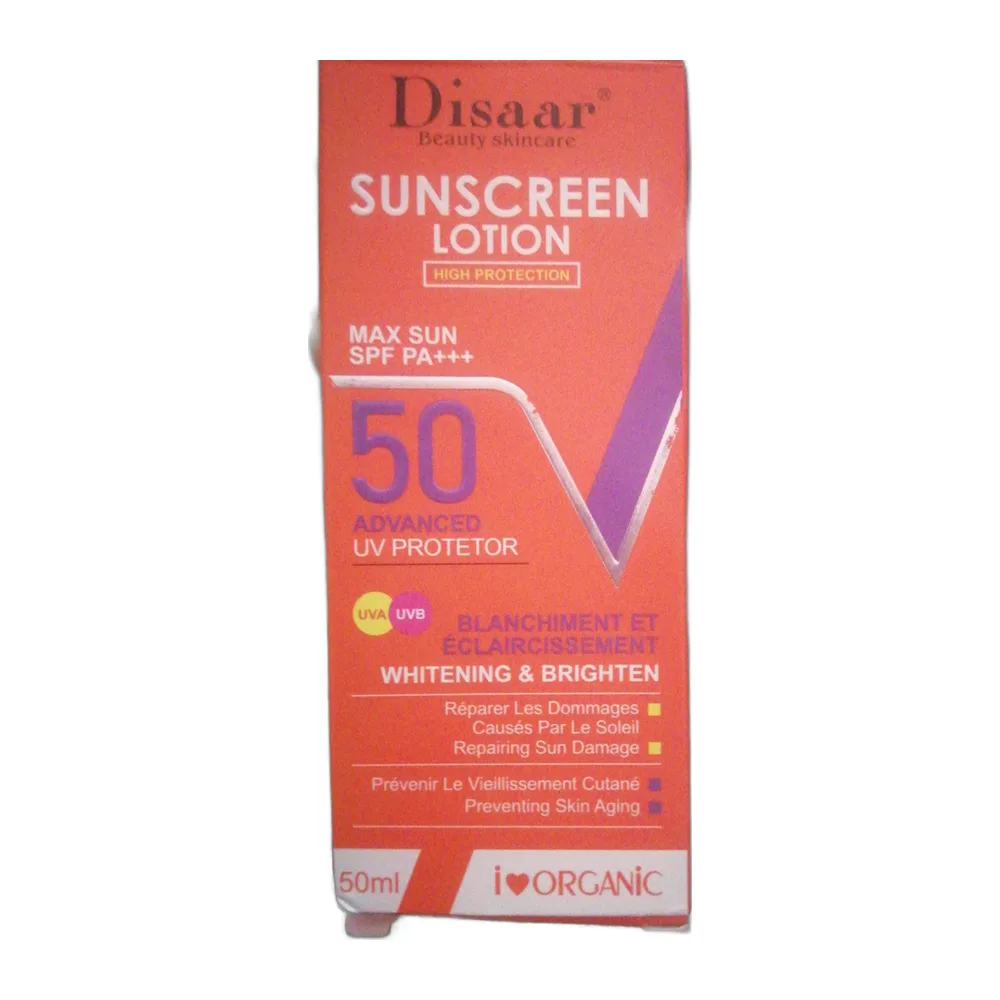 Disaar®
Beauty skincare
SUNSCREEN
LOTION
HIGH PROTECTION
MAX SUN
SPF PA+++
50
ADVANCED
UV PROTETOR
UVA UVB
BLANCHIMENT ET
ÉCLAIRCISSEMENT
WHITENING & BRIGHTEN
Réparer Les Dommages
Causés Par Le Soleil
Repairing Sun Damage
Prévenir Le Vieillissement Cutané
Preventing Skin Aging
50ml
i♥ORGANiC